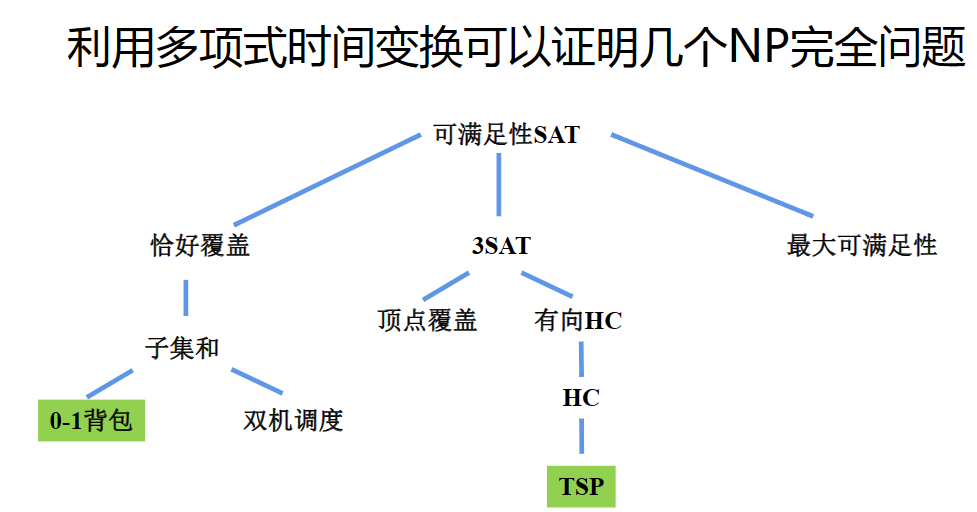 利用多项式时间变换可以证明几个NP完全问题
可满足性SAT
恰好覆盖
3SAT
最大可满足性
顶点覆盖
有向HC
子集和
HC
0-1背包
双机调度
TSP